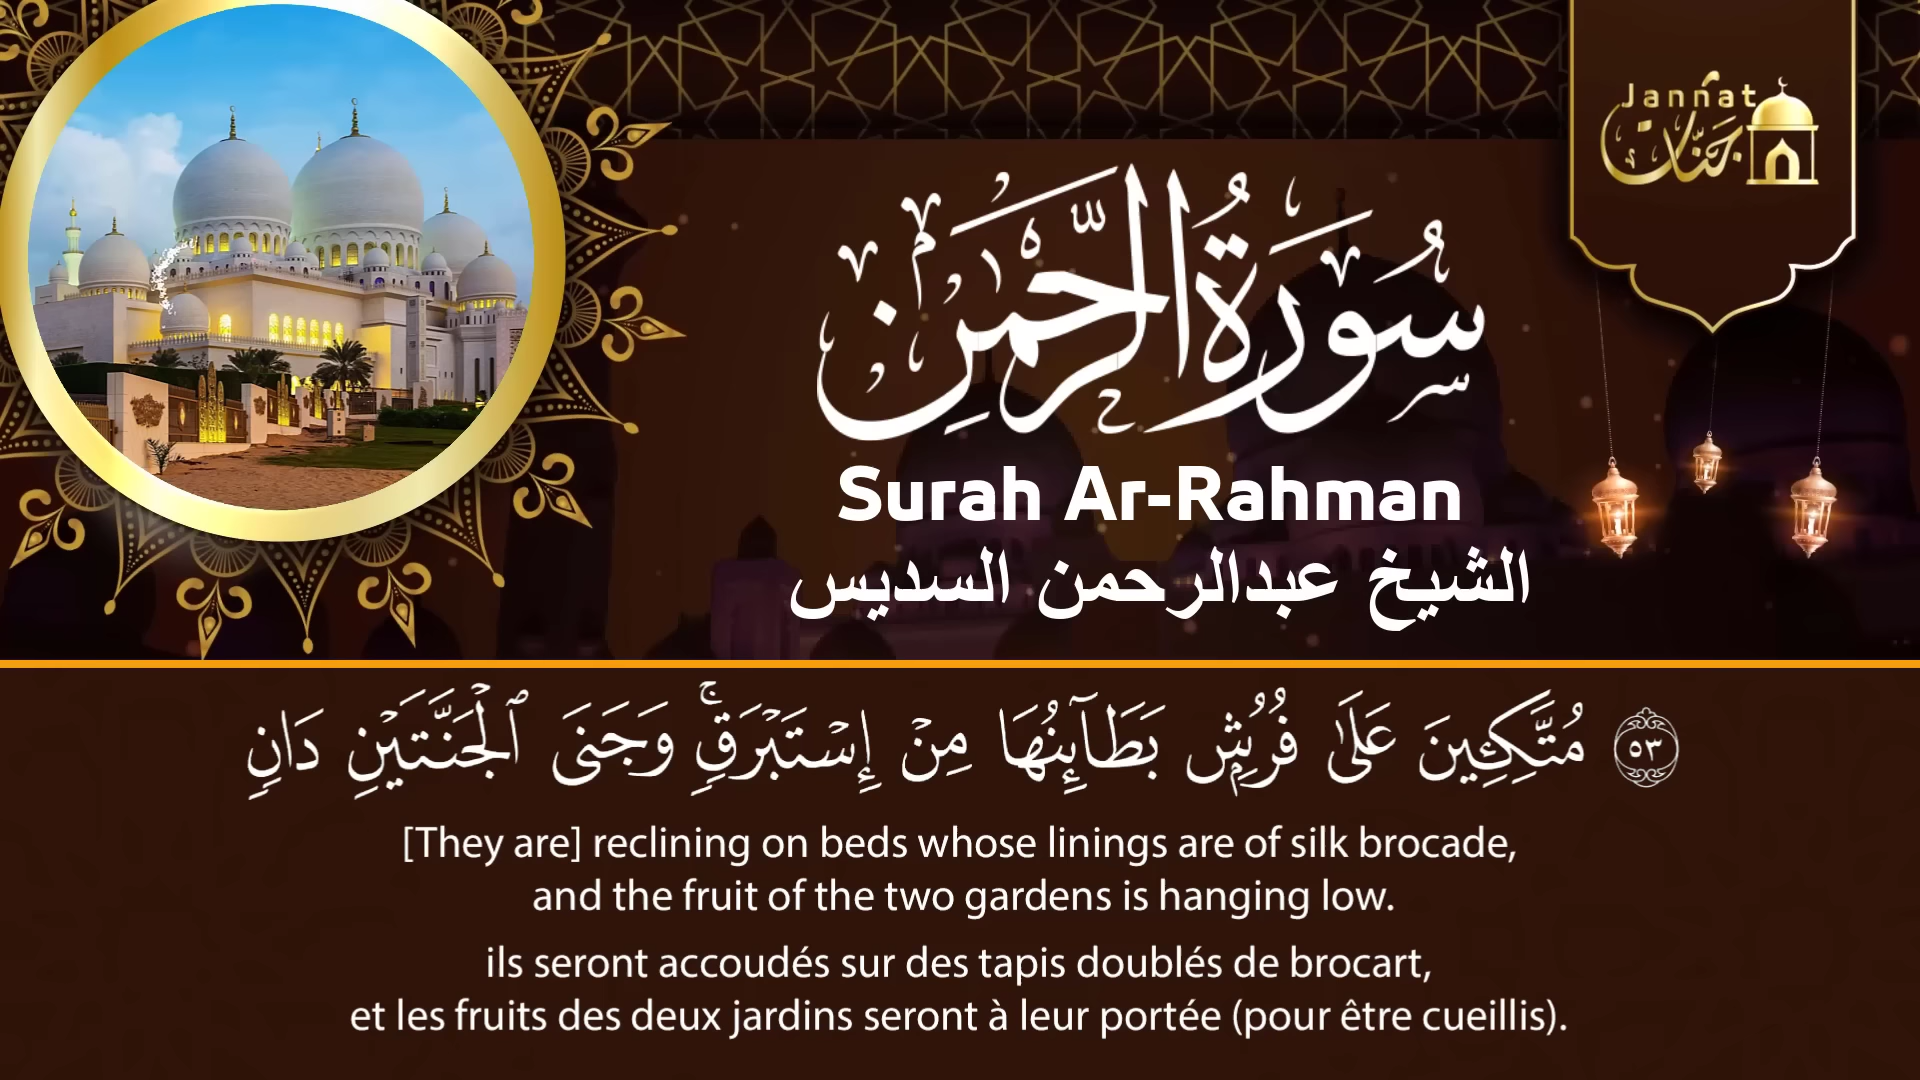 Jannat
جَنَّات
سُورَةُ الرَّحْمَٰنِ
Surah Ar-Rahman
الشيخ عبدالرحمن السديس
٥٣ مُتَّكِـِٔينَ عَلَىٰ فُرُشٍۭ بَطَآئِنُهَا مِنْ إِسْتَبْرَقٍۚ وَجَنَى ٱلْجَنَّتَيْنِ دَانٍ
[They are] reclining on beds whose linings are of silk brocade,
and the fruit of the two gardens is hanging low.
ils seront accoudés sur des tapis doublés de brocart,
et les fruits des deux jardins seront à leur portée (pour être cueillis).